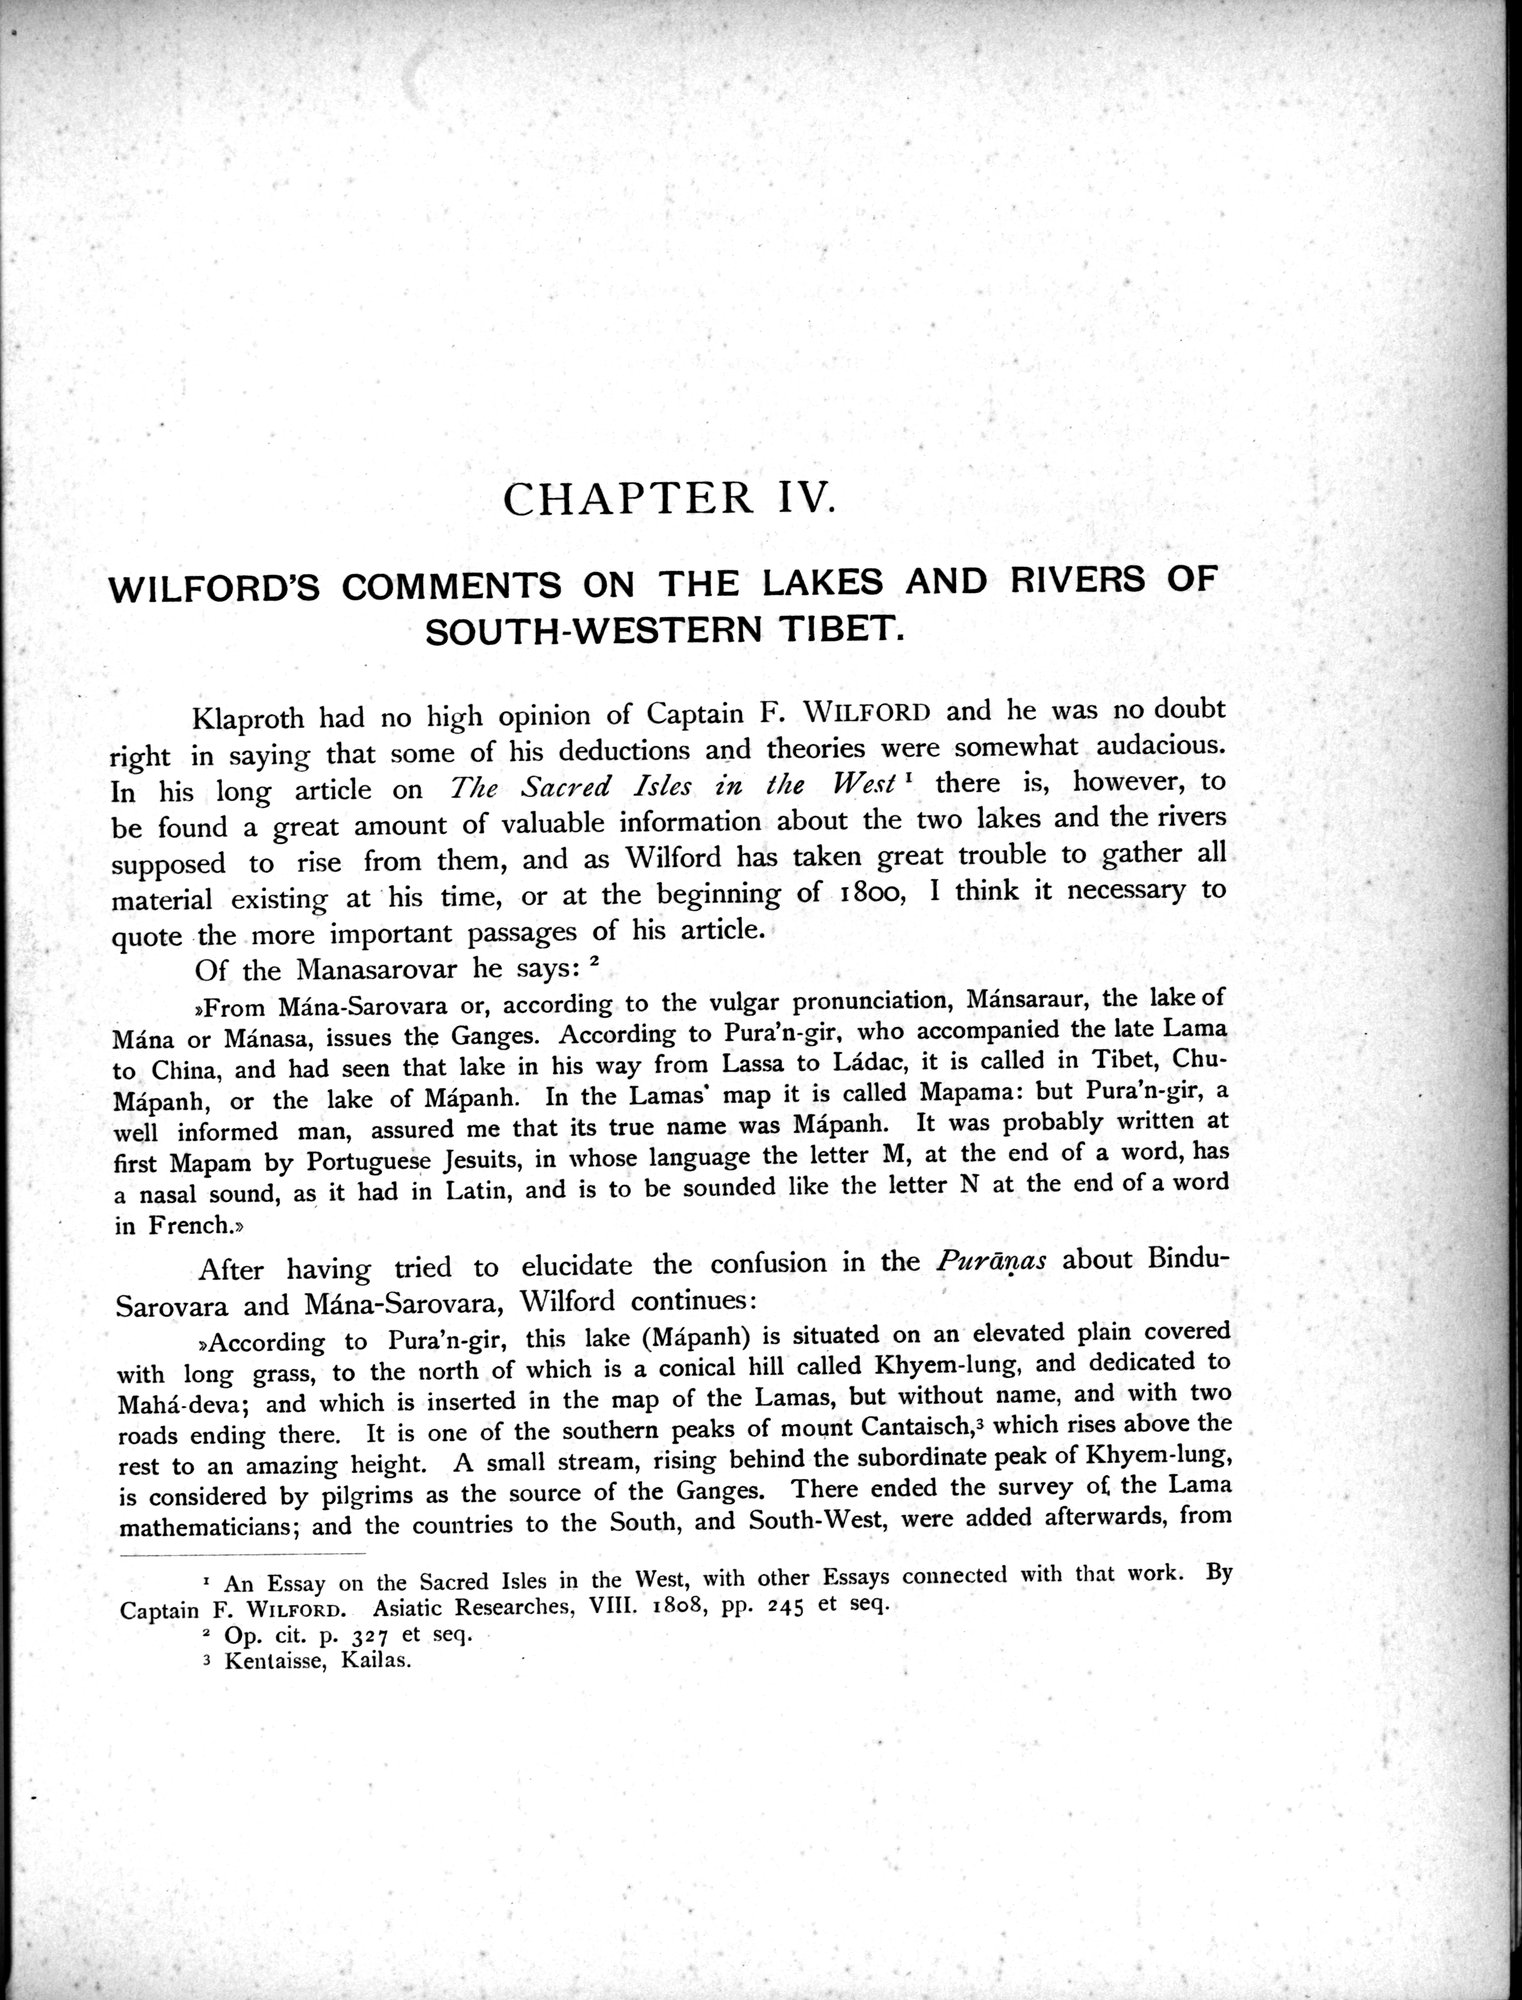 CHAPTER IV.
WILFORD'S COMMENTS ON THE LAKES AND RIVERS OF
SOUTH-WESTERN TIBET.
Klaproth had no high opinion of Captain F. WILFORD and he was no doubt
right in saying that some of his deductions and theories were somewhat audacious.
In his long article on The Sacred Isles in the West ¹ there is, however, to
be found a great amount of valuable information about the two lakes and the rivers
supposed to rise from them, and as Wilford has taken great trouble to gather all
material existing at his time, or at the beginning of 1800, I think it necessary to
quote the more important passages of his article.
Of the Manasarovar he says: ²
»From Mána-Sarovara or, according to the vulgar pronunciation, Mánsaraur, the lake of
Mána or Mánasa, issues the Ganges. According to Pura'n-gir, who accompanied the late Lama
to China, and had seen that lake in his way from Lassa to Ládac, it is called in Tibet, Chu-
Mápanh, or the lake of Mápanh. In the Lamas' map it is called Mapama: but Pura'n-gir, a
well informed man, assured me that its true name was Mápanh. It was probably written at
first Mapam by Portuguese Jesuits, in whose language the letter M, at the end of a word, has
a nasal sound, as it had in Latin, and is to be sounded like the letter N at the end of a word
in French.»
After having tried to elucidate the confusion in the Purāṇas about Bindu-
Sarovara and Mána-Sarovara, Wilford continues:
»According to Pura'n-gir, this lake (Mápanh) is situated on an elevated plain covered
with long grass, to the north of which is a conical hill called Khyem-lung, and dedicated to
Mahá-deva; and which is inserted in the map of the Lamas, but without name, and with two
roads ending there. It is one of the southern peaks of mount Cantaisch,³ which rises above the
rest to an amazing height. A small stream, rising behind the subordinate peak of Khyem-lung,
is considered by pilgrims as the source of the Ganges. There ended the survey of the Lama
mathematicians; and the countries to the South, and South-West, were added afterwards, from
¹ An Essay on the Sacred Isles in the West, with other Essays connected with that work. By
Captain F. WILFORD. Asiatic Researches, VIII. 1808, pp. 245 et seq.
² Op. cit. p. 327 et seq.
³ Kentaisse, Kailas.